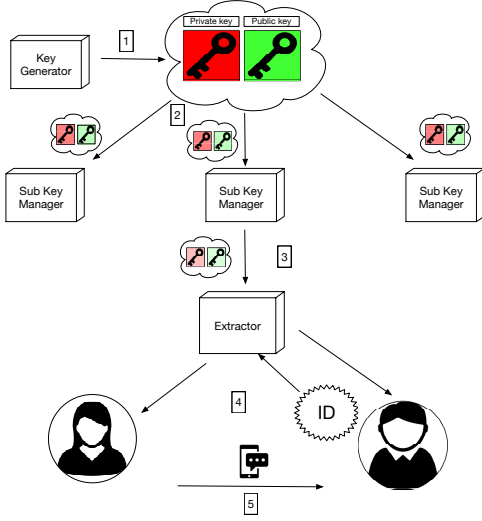 Private key
Public key
1
Key
Generator
2
Sub Key
Manager
Sub Key
Manager
Sub Key
Manager
3
Extractor
4
ID
5